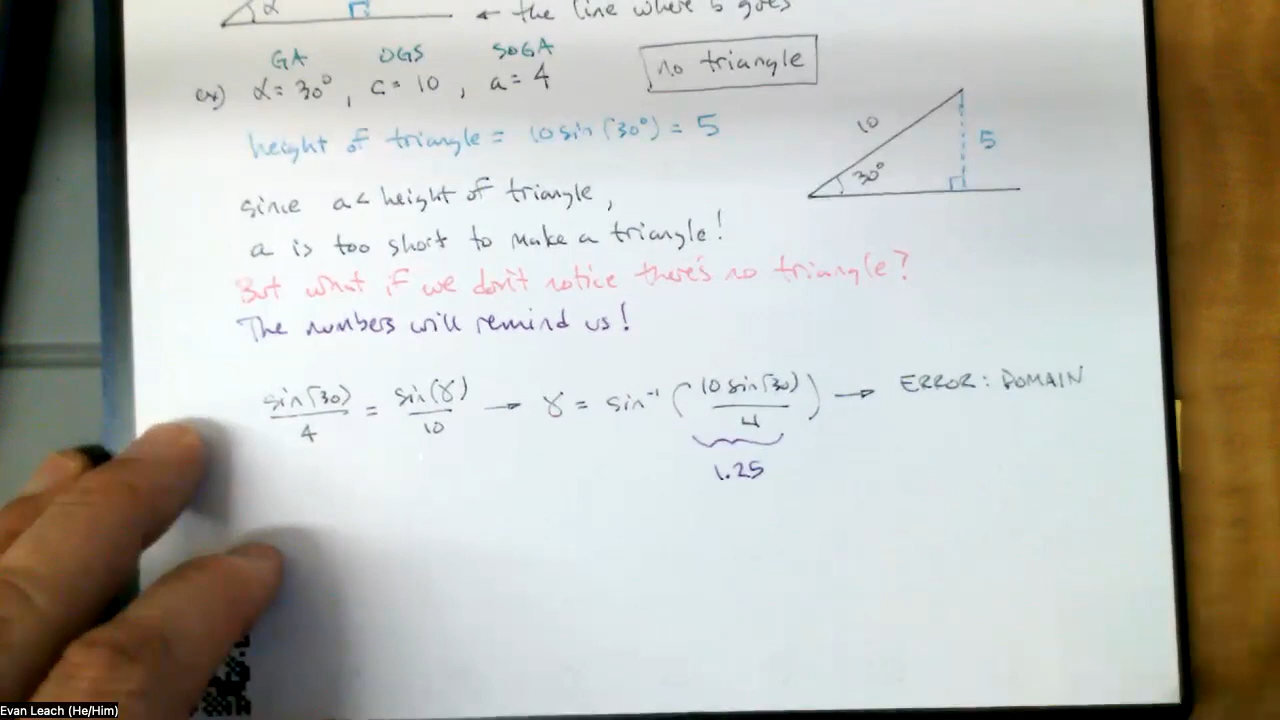 α ← the line where b goes
GA OGS SOGA
ex) α = 30°, c = 10, a = 4
no triangle
height of triangle = 10 sin(30°) = 5
10
5
30°
since a < height of triangle,
a is too short to make a triangle!
But what if we don't notice there's no triangle?
The numbers will remind us!
sin(30)/4 = sin(γ)/10 → γ = sin⁻¹(10 sin(30)/4) → ERROR: DOMAIN
1.25
Evan Leach (He/Him)